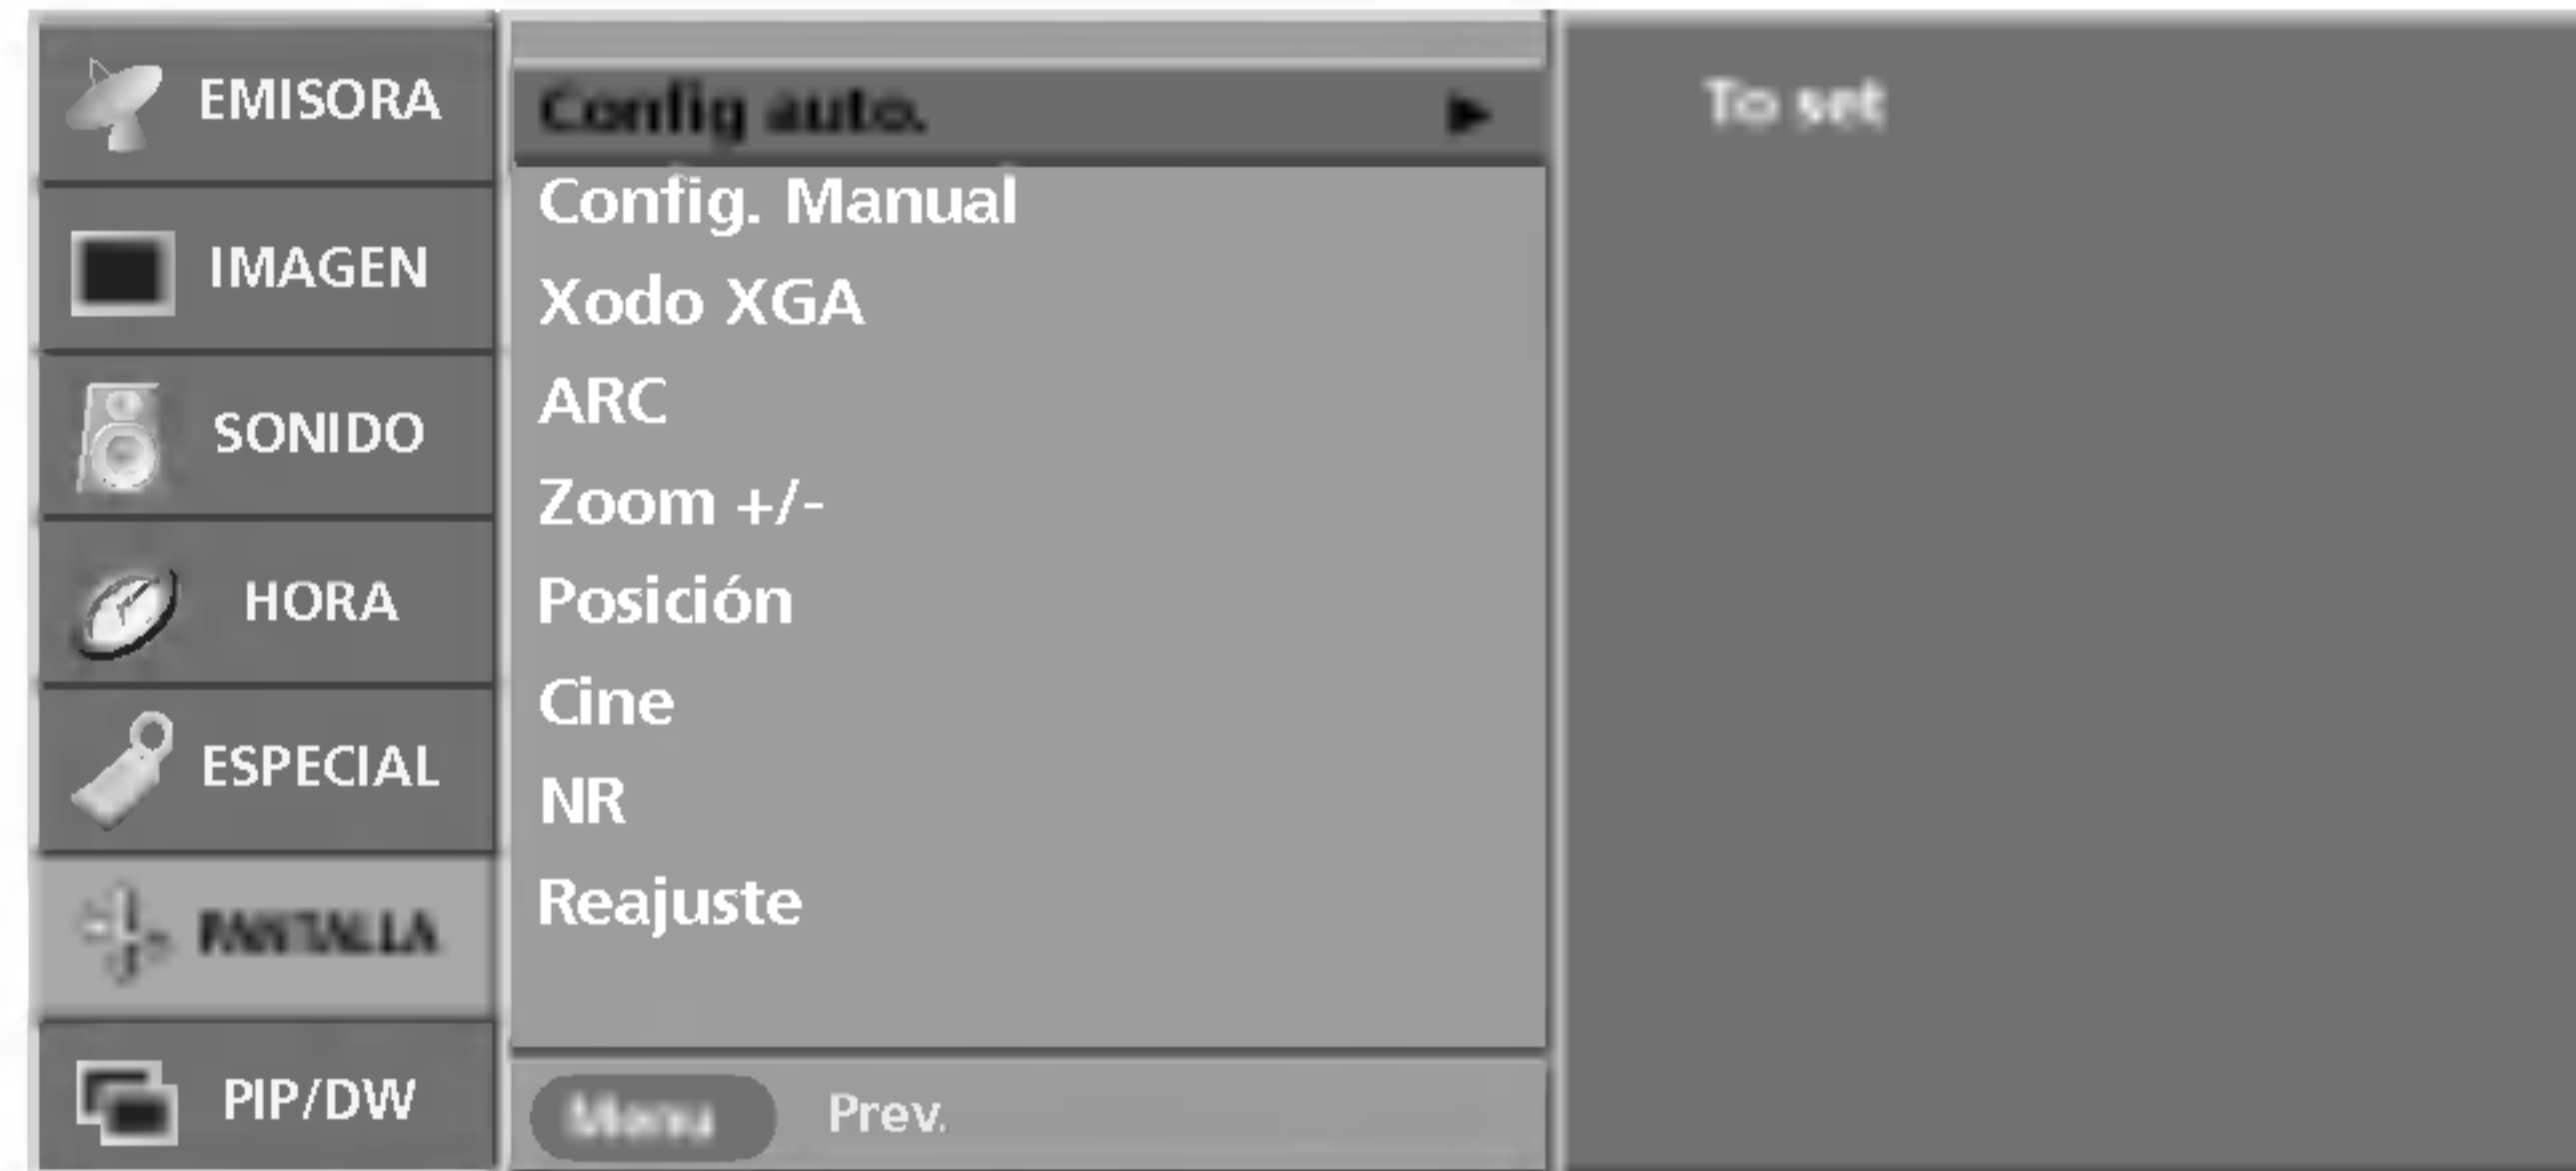 EMISORA
IMAGEN
SONIDO
HORA
ESPECIAL
PANTALLA
PIP/DW
Config auto. ►
Config. Manual
Xodo XGA
ARC
Zoom +/-
Posición
Cine
NR
Reajuste
Menu Prev.
To set